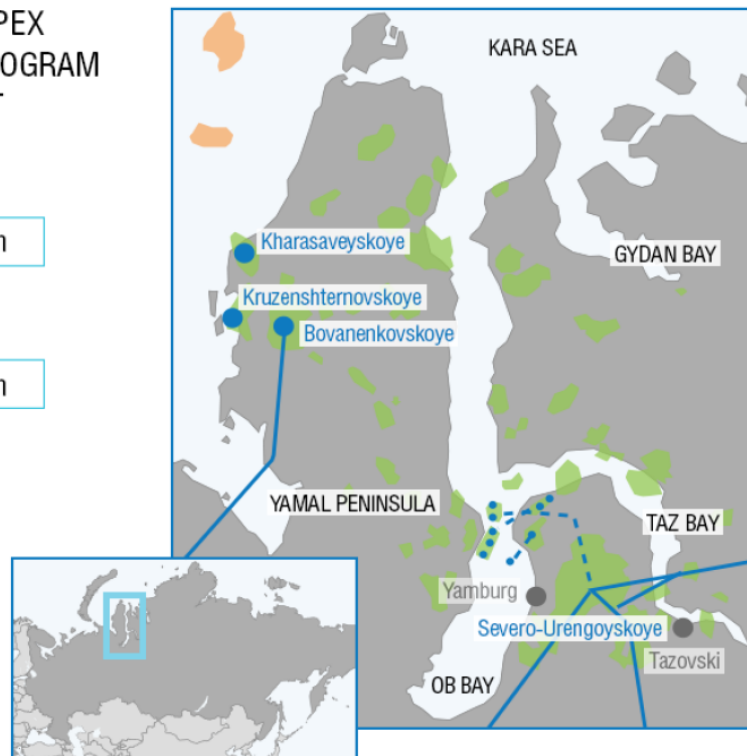 PEX
OGRAM
KARA SEA
Kharasaveyskoye
GYDAN BAY
Kruzenshternovskoye
Bovanenkovskoye
YAMAL PENINSULA
TAZ BAY
Yamburg
Severo-Urengoyskoye
Tazovski
OB BAY